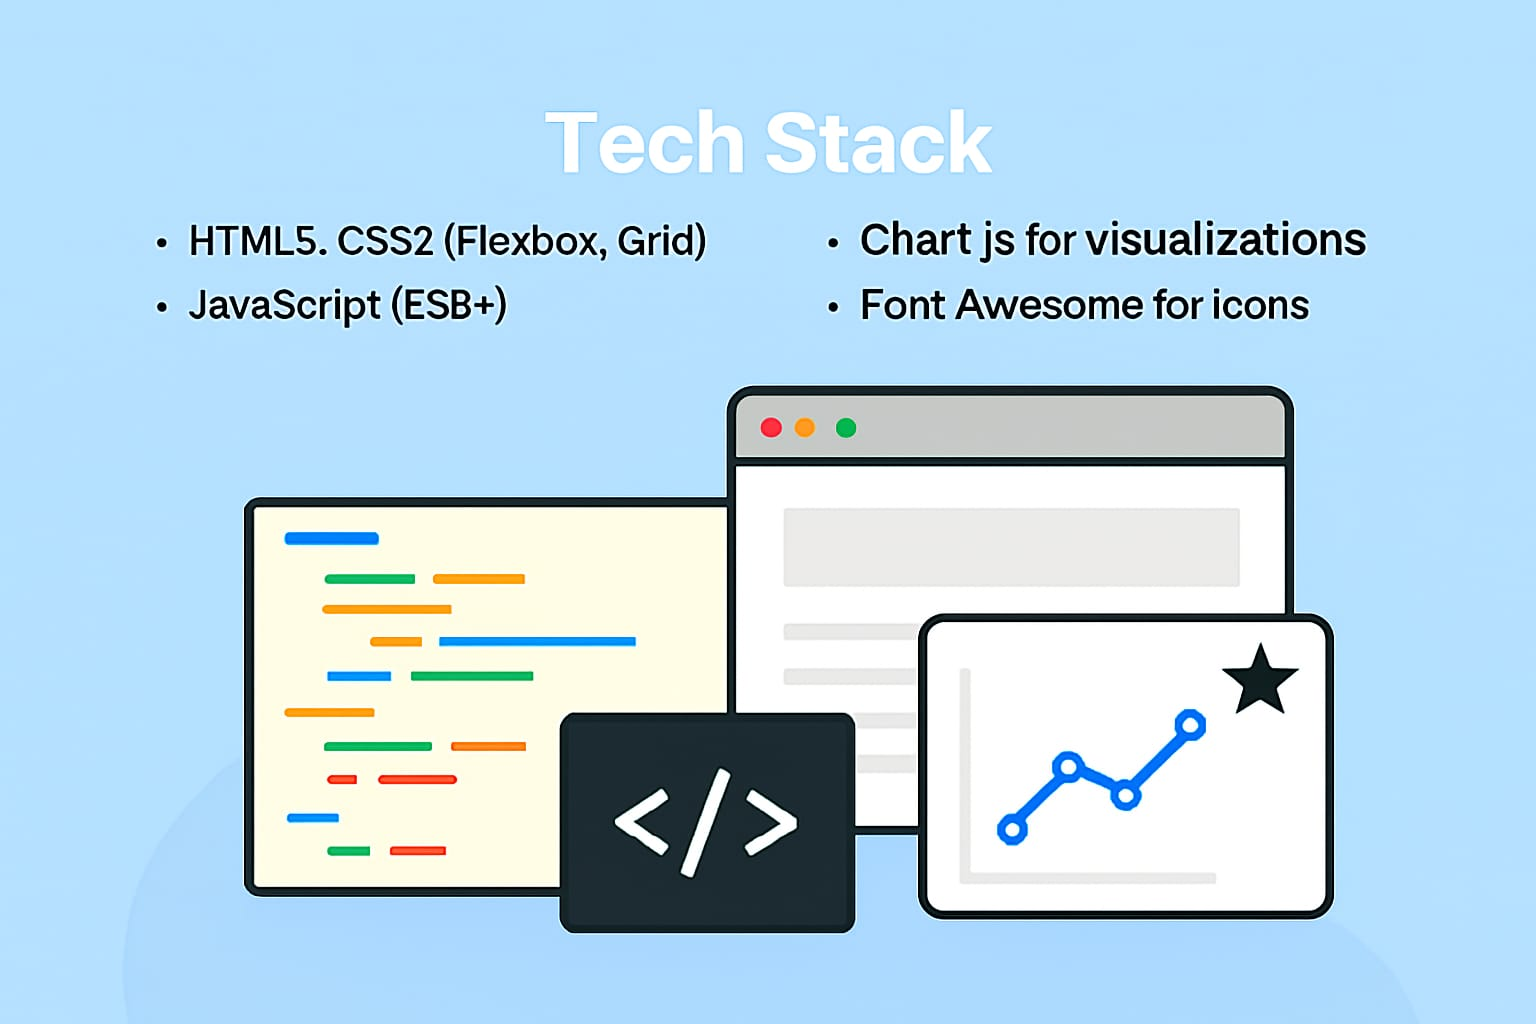 Tech Stack
• HTML5. CSS2 (Flexbox, Grid)
• JavaScript (ESB+)
• Chart js for visualizations
• Font Awesome for icons
</>